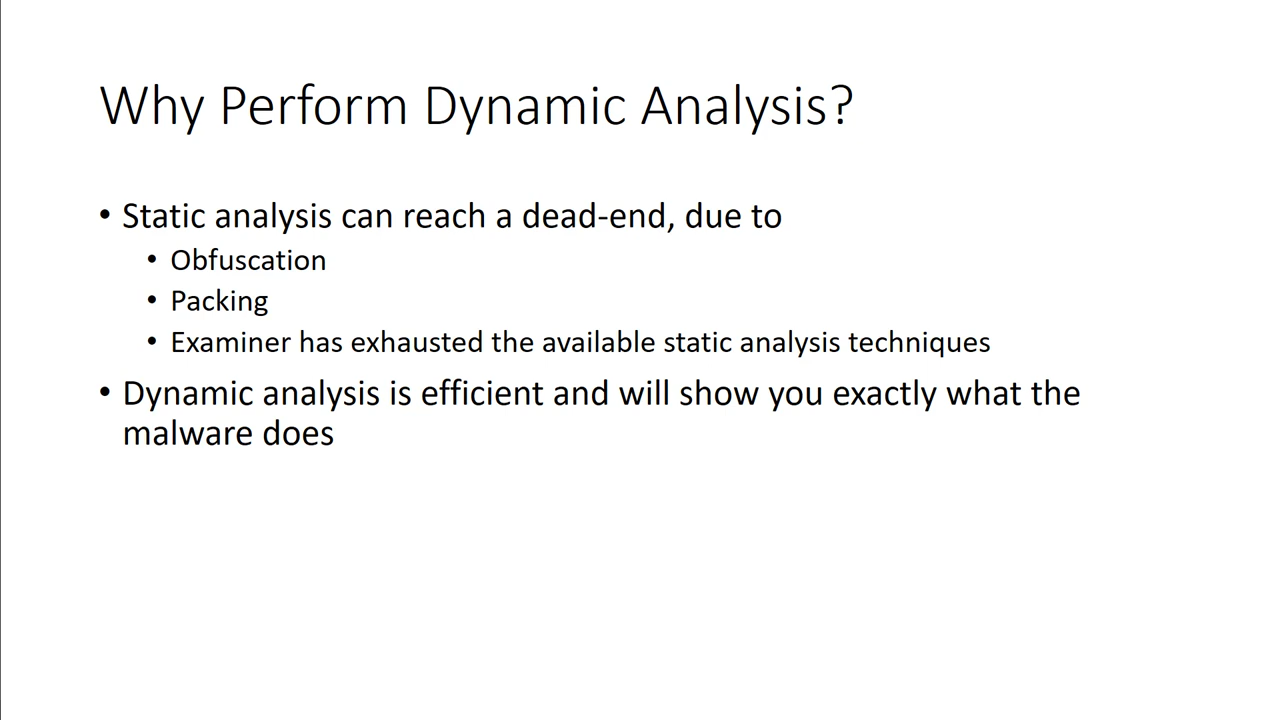 Why Perform Dynamic Analysis?
• Static analysis can reach a dead-end, due to
• Obfuscation
• Packing
• Examiner has exhausted the available static analysis techniques
• Dynamic analysis is efficient and will show you exactly what the
malware does